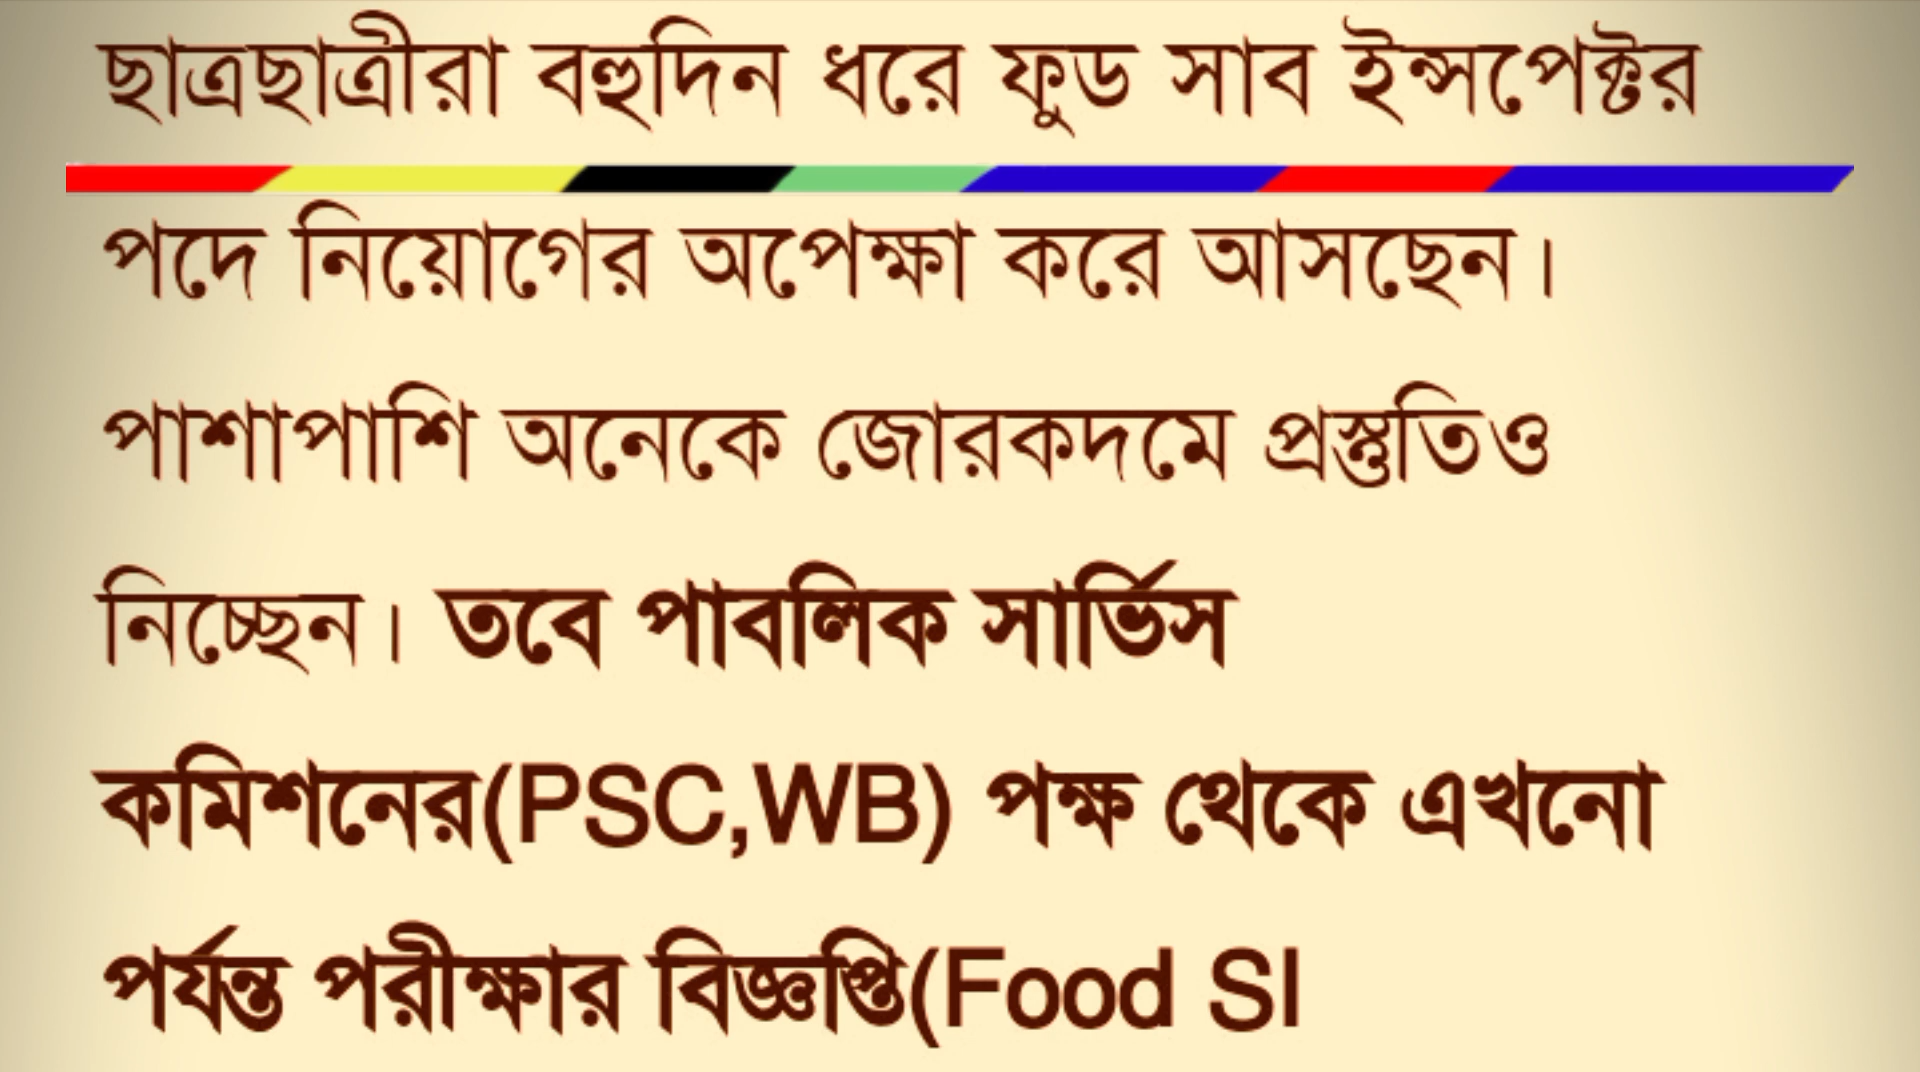 ছাত্রছাত্রীরা বহুদিন ধরে ফুড সাব ইন্সপেক্টর
পদে নিয়োগের অপেক্ষা করে আসছেন।
পাশাপাশি অনেকে জোরকদমে প্রস্তুতিও
নিচ্ছেন। তবে পাবলিক সার্ভিস
কমিশনের(PSC,WB) পক্ষ থেকে এখনো
পর্যন্ত পরীক্ষার বিজ্ঞপ্তি(Food SI